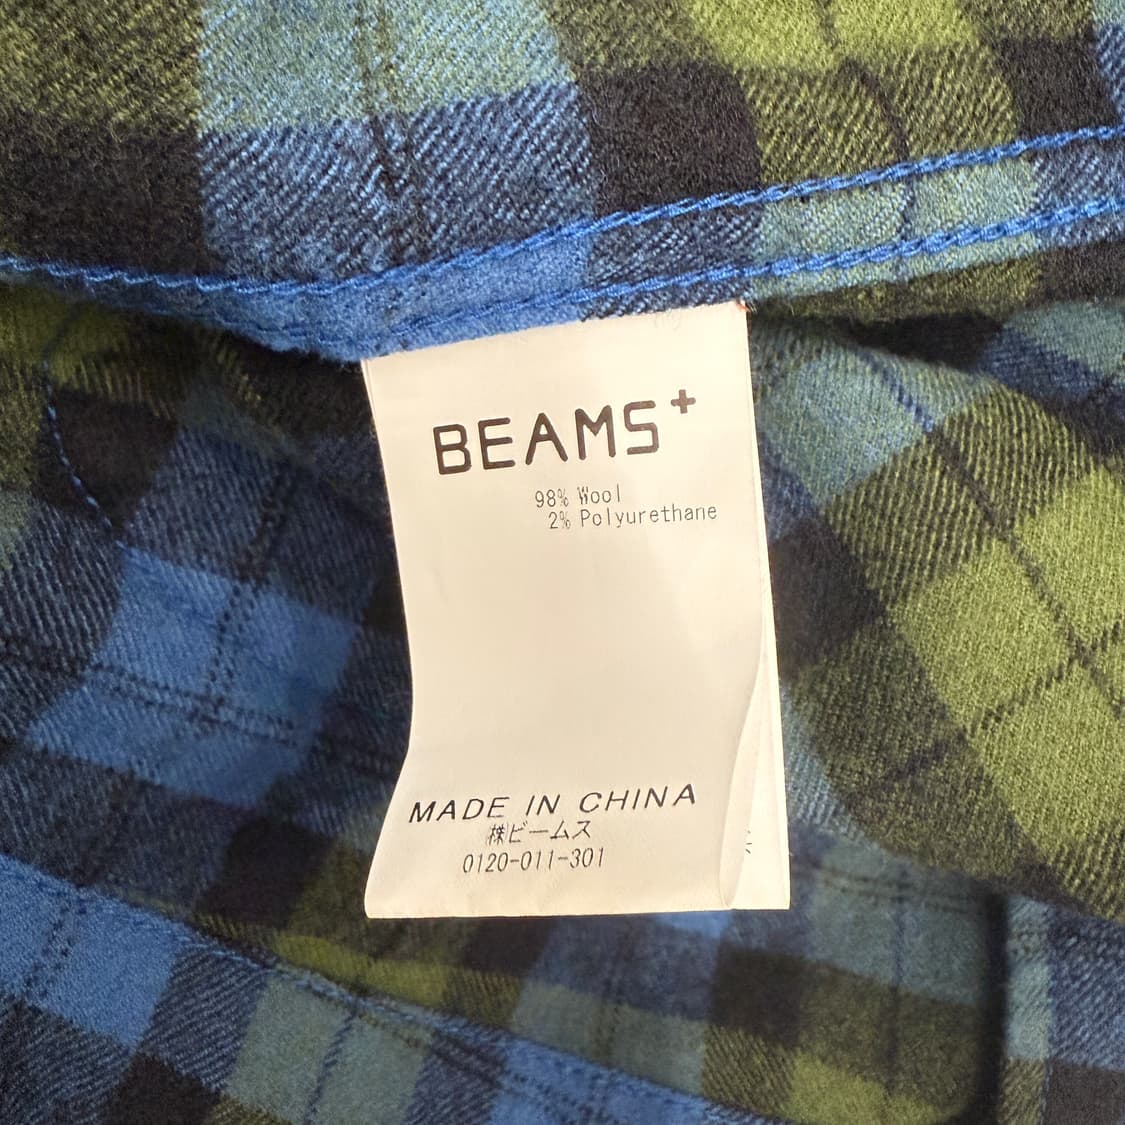 BEAMS+
98% Wool
2% Polyurethane
MADE IN CHINA
㈱ビームス
0120-011-301